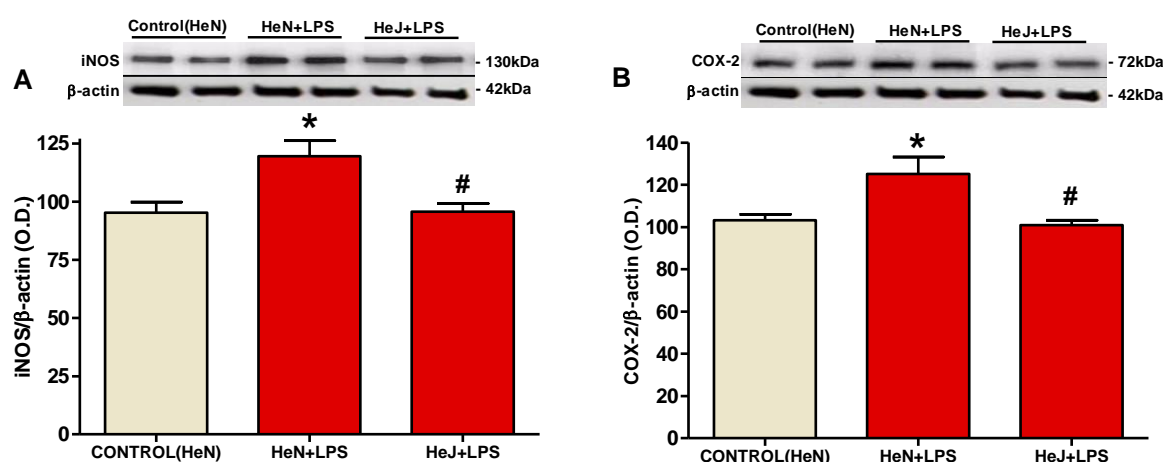 A
Control(HeN) HeN+LPS HeJ+LPS
iNOS - 130kDa
β-actin - 42kDa
*
#
125
100
75
50
25
0
iNOS/β-actin (O.D.)
CONTROL(HeN) HeN+LPS HeJ+LPS
B
Control(HeN) HeN+LPS HeJ+LPS
COX-2 - 72kDa
β-actin - 42kDa
*
#
140
120
100
80
60
40
20
0
COX-2/β-actin (O.D.)
CONTROL(HeN) HeN+LPS HeJ+LPS